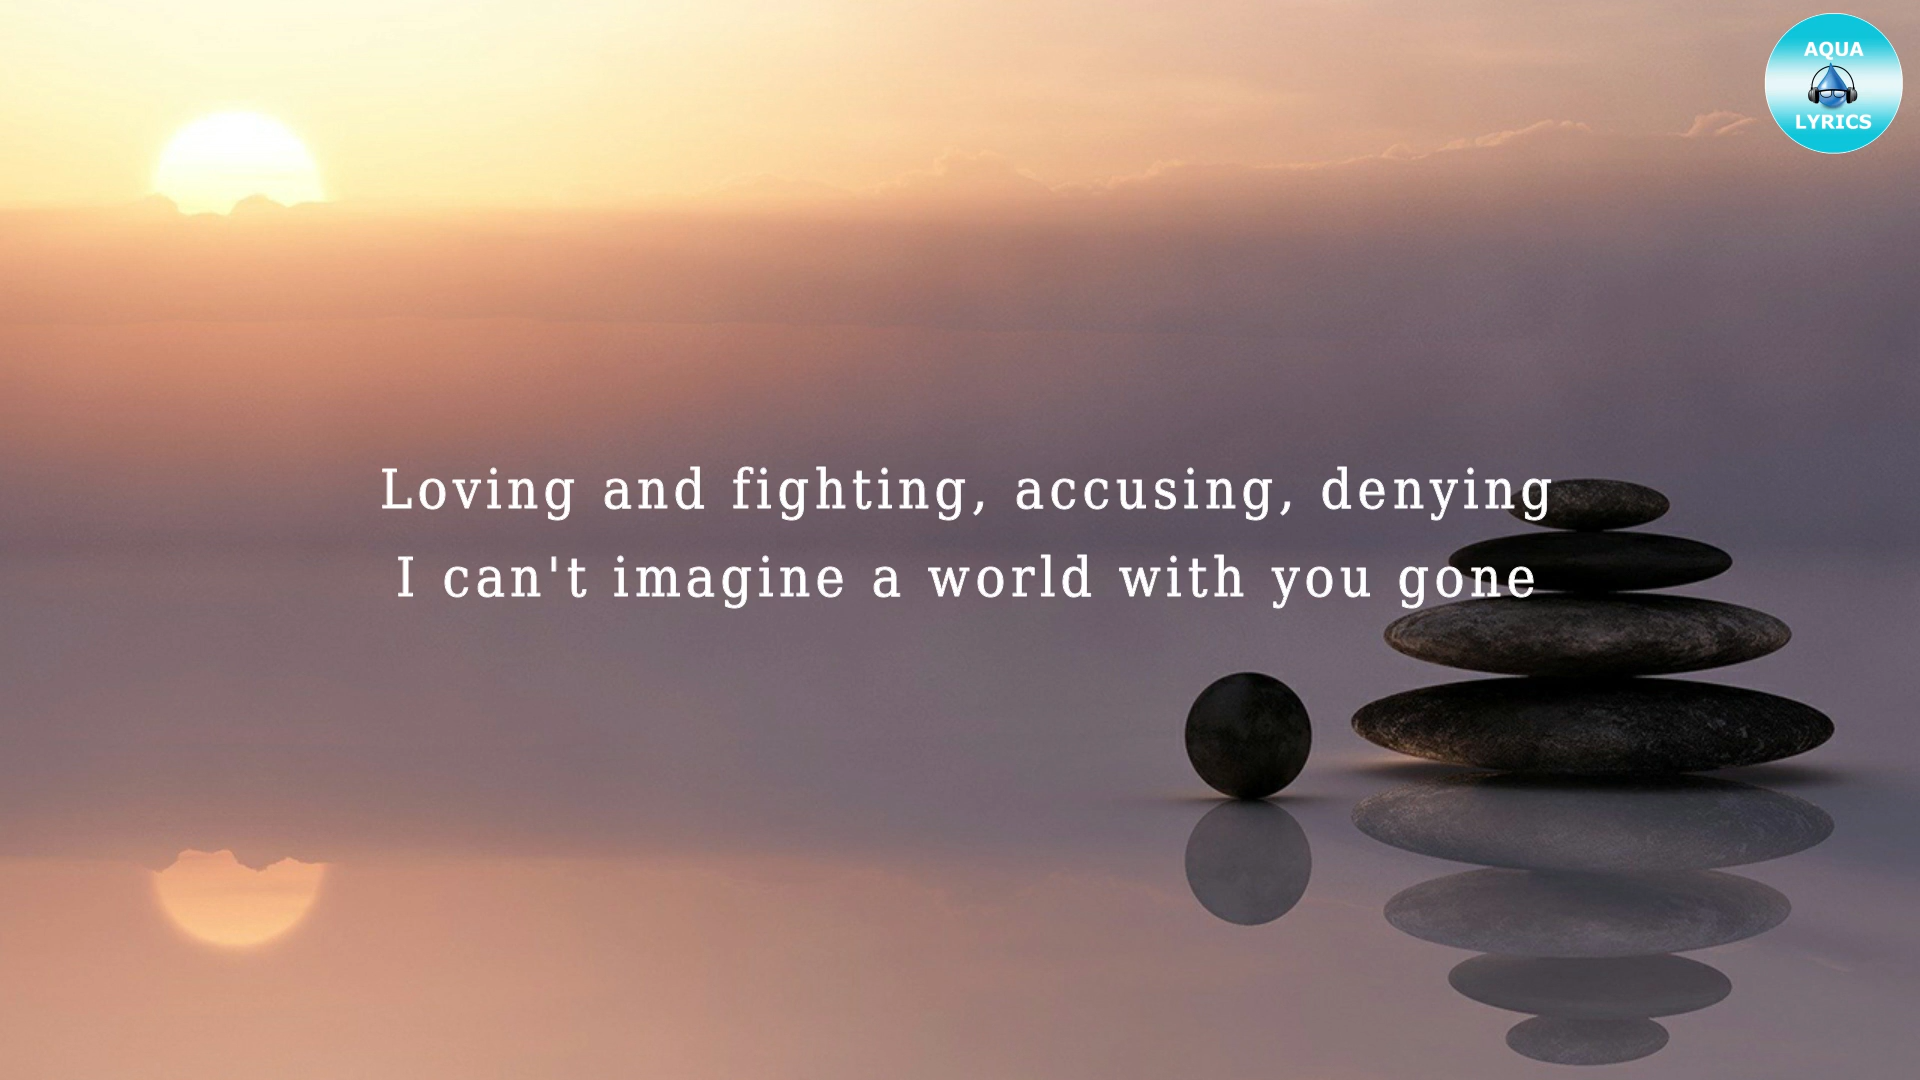 AQUA
LYRICS
Loving and fighting, accusing, denying
I can't imagine a world with you gone